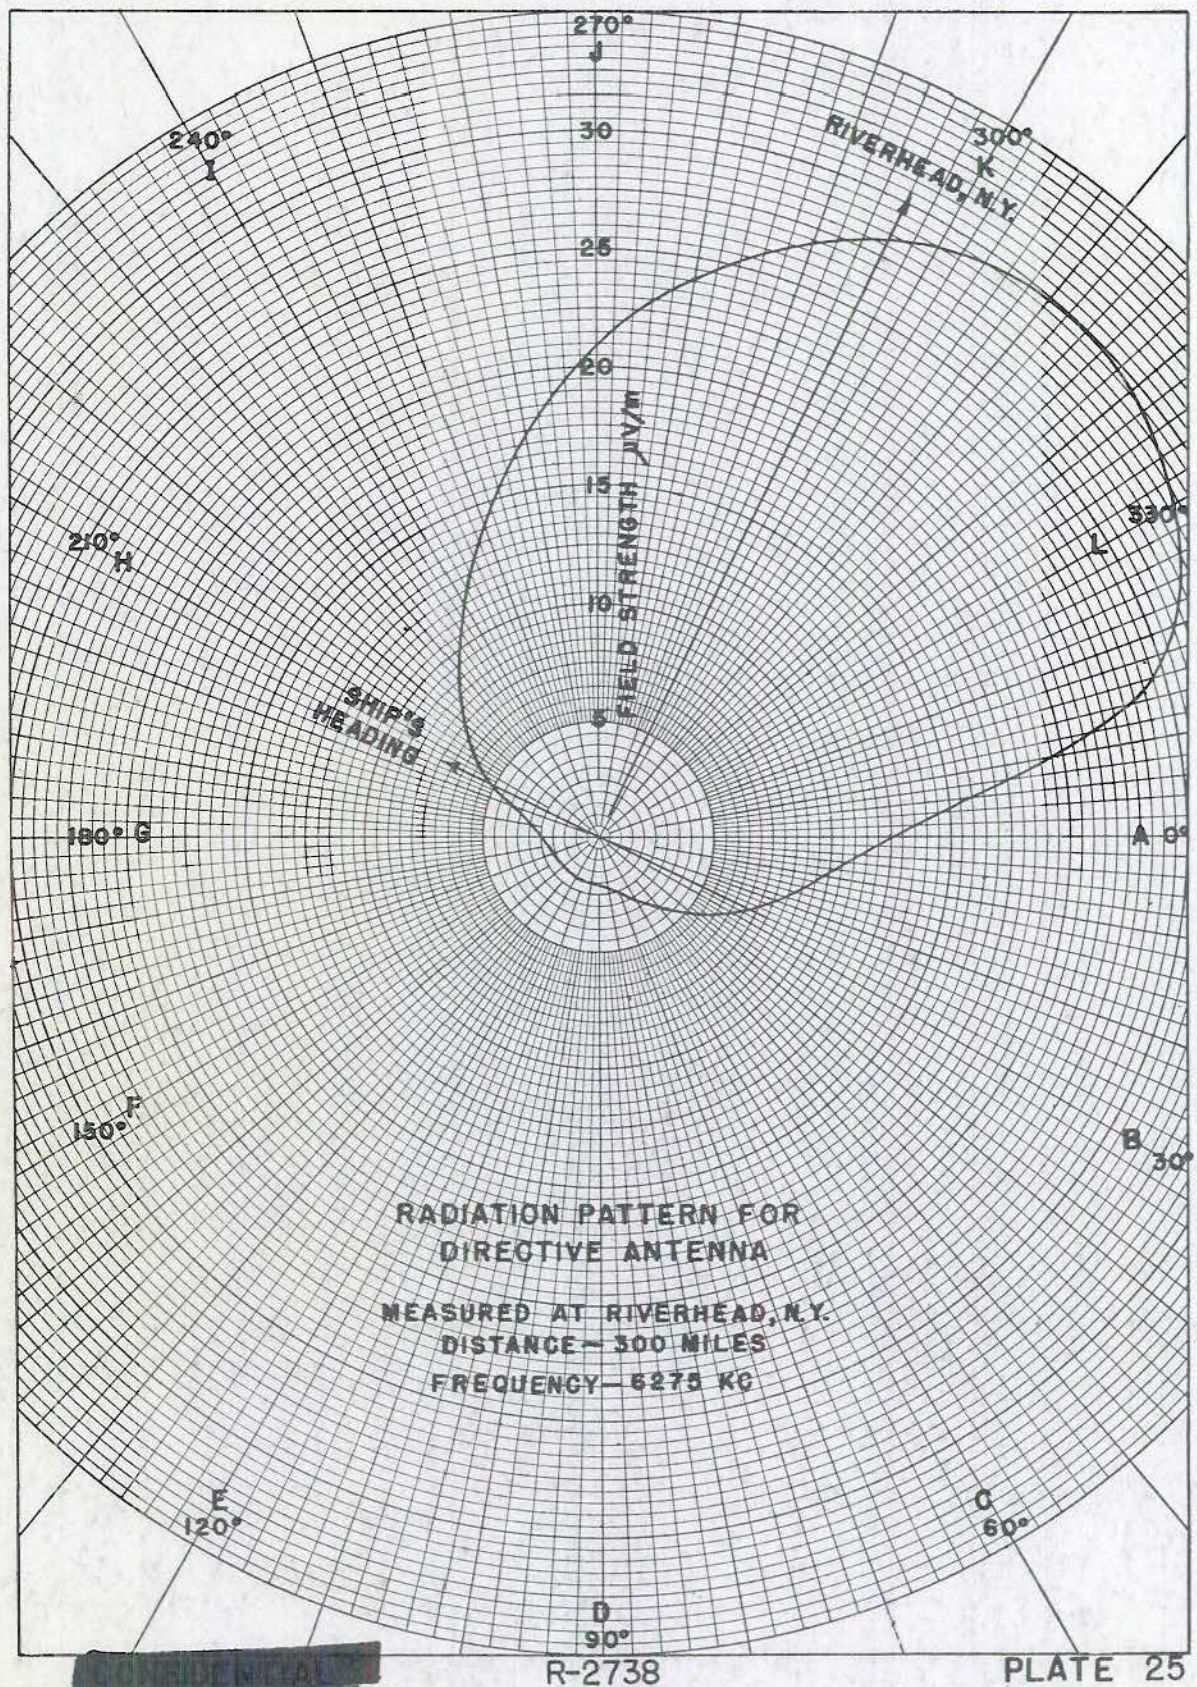 270°
J
240°
I
30
RIVERHEAD, N.Y.
300°
K
25
20
FIELD STRENGTH μV/m
15
330°
L
210°
H
10
5
SHIP'S
HEADING
180° G
A 0°
F
150°
B
30°
RADIATION PATTERN FOR
DIRECTIVE ANTENNA
MEASURED AT RIVERHEAD, N.Y.
DISTANCE — 300 MILES
FREQUENCY — 6275 KC
E
120°
C
60°
D
90°
CONFIDENTIAL
R-2738
PLATE 25